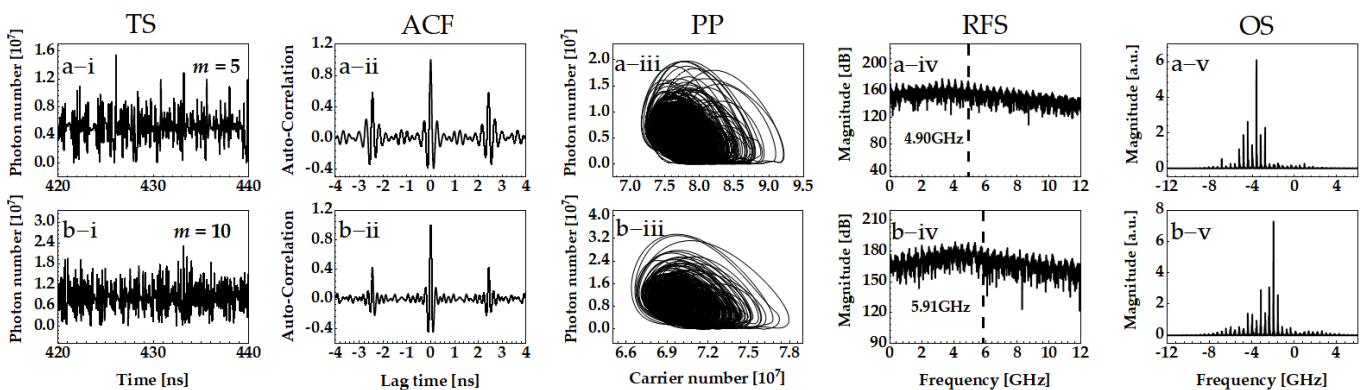 TS ACF PP RFS OS
Photon number [10⁷]
1.6
1.2
0.8
0.4
0.0
a–i
m = 5
420 430 440
Auto-Correlation
1.2
0.8
0.4
0.0
-0.4
a–ii
-4 -3 -2 -1 0 1 2 3 4
Photon number [10⁷]
2.0
1.5
1.0
0.5
0.0
a–iii
7.0 7.5 8.0 8.5 9.0 9.5
Magnitude [dB]
200
160
120
80
40
a–iv
4.90GHz
0 2 4 6 8 10 12
Magnitude [a.u.]
6
4
2
0
a–v
-12 -8 -4 0 4
Photon number [10⁷]
3.0
2.4
1.8
1.2
0.6
0.0
b–i
m = 10
420 430 440
Time [ns]
Auto-Correlation
1.2
0.8
0.4
0.0
-0.4
b–ii
-4 -3 -2 -1 0 1 2 3 4
Lag time [ns]
Photon number [10⁷]
4.0
3.2
2.4
1.6
0.8
0.0
b–iii
6.6 6.9 7.2 7.5 7.8
Carrier number [10⁷]
Magnitude [dB]
210
180
150
120
90
b–iv
5.91GHz
0 2 4 6 8 10 12
Frequency [GHz]
Magnitude [a.u.]
8
6
4
2
0
b–v
-12 -8 -4 0 4
Frequency [GHz]